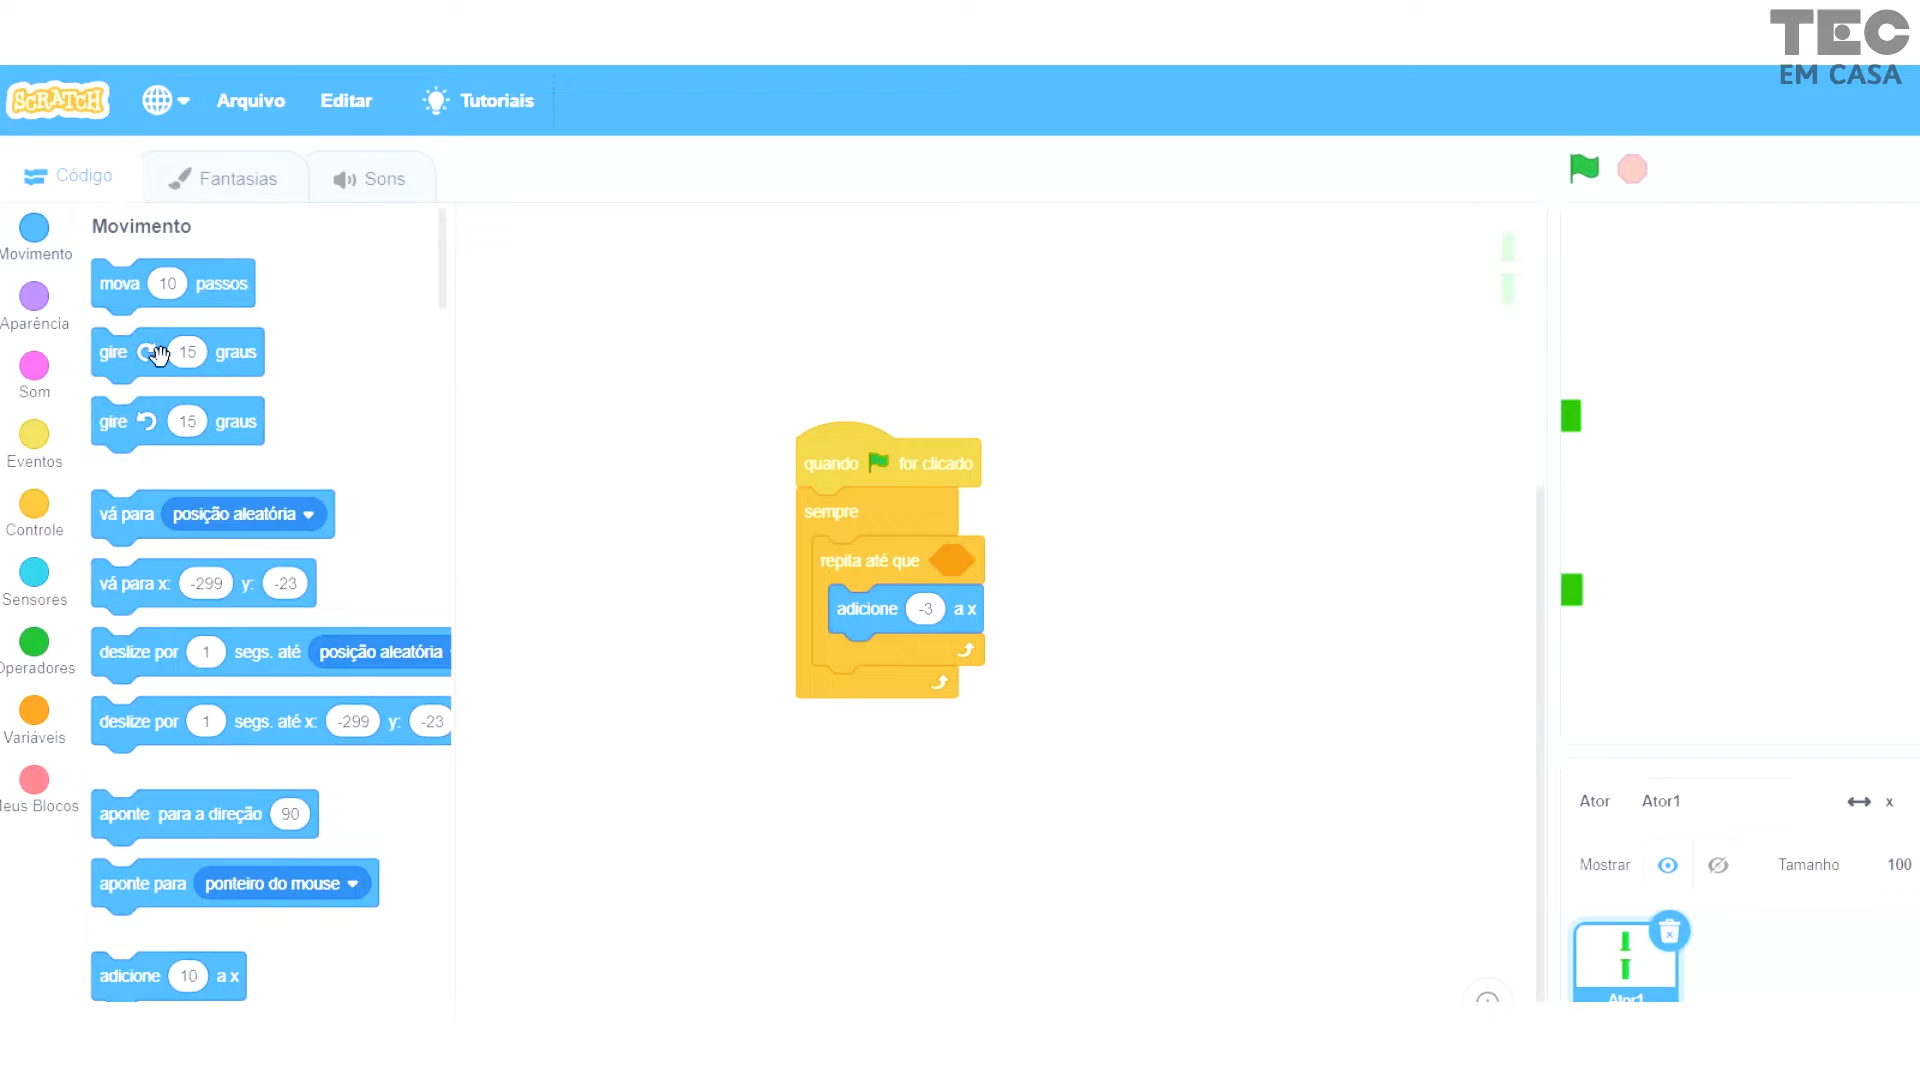 TEC
EM CASA
SCRATCH
Arquivo
Editar
Tutoriais
Código
Fantasias
Sons
Movimento
Aparência
Som
Eventos
Controle
Sensores
Operadores
Variáveis
Meus Blocos
Movimento
mova 10 passos
gire 15 graus
gire 15 graus
vá para posição aleatória
vá para x: -299 y: -23
deslize por 1 segs. até posição aleatória
deslize por 1 segs. até x: -299 y: -23
aponte para a direção 90
aponte para ponteiro do mouse
adicione 10 a x
quando for clicado
sempre
repita até que
adicione -3 a x
Ator Ator1 x
Mostrar Tamanho 100
Ator1